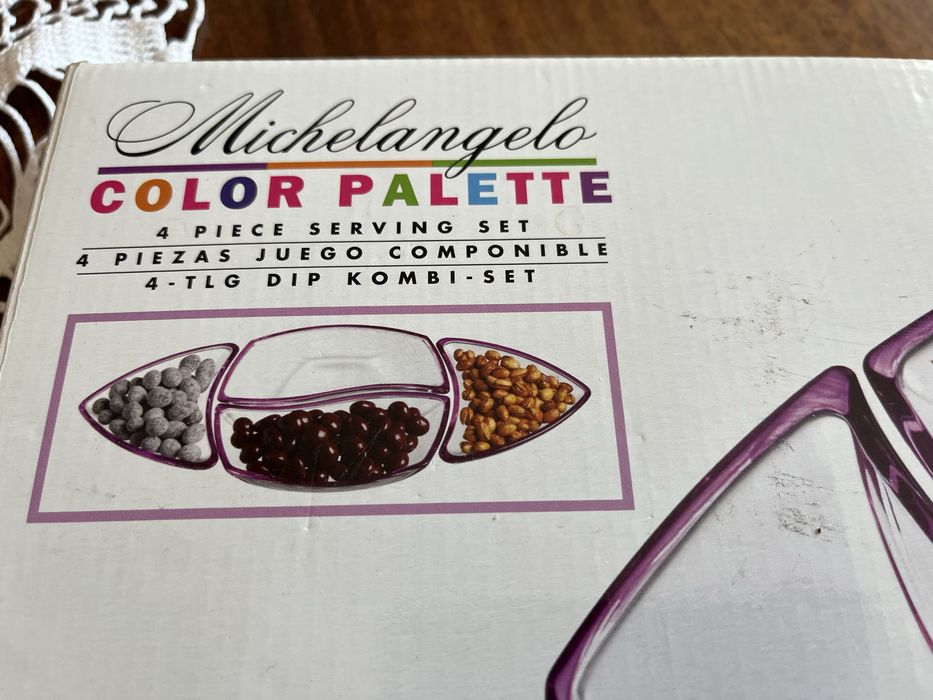 Michelangelo
COLOR PALETTE
4 PIECE SERVING SET
4 PIEZAS JUEGO COMPONIBLE
4-TLG DIP KOMBI-SET